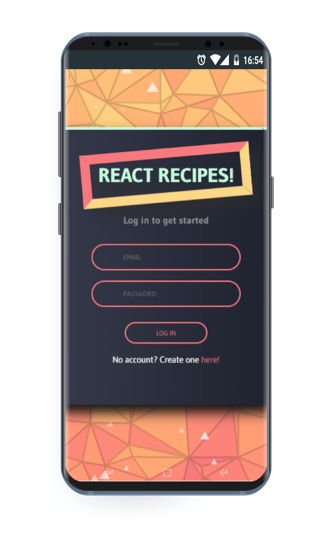 16:54
REACT RECIPES!
Log in to get started
EMAIL
PASSWORD
LOG IN
No account? Create one here!